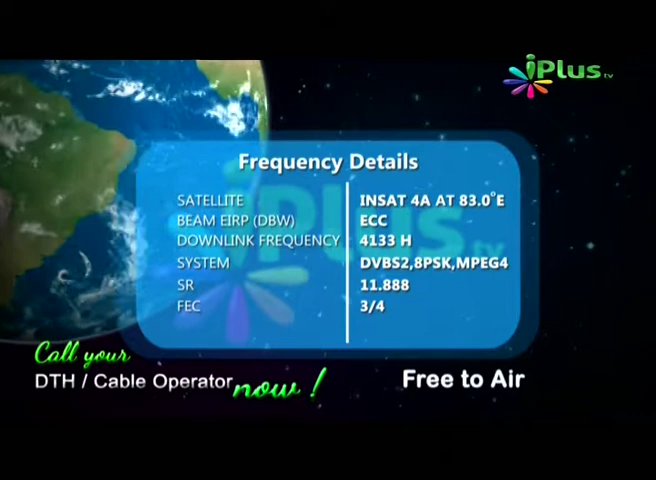 iPlus tv
Frequency Details
SATELLITE INSAT 4A AT 83.0°E
BEAM EIRP (DBW) ECC
DOWNLINK FREQUENCY 4133 H
SYSTEM DVBS2,8PSK,MPEG4
SR 11.888
FEC 3/4
Call your
DTH / Cable Operator now !
Free to Air